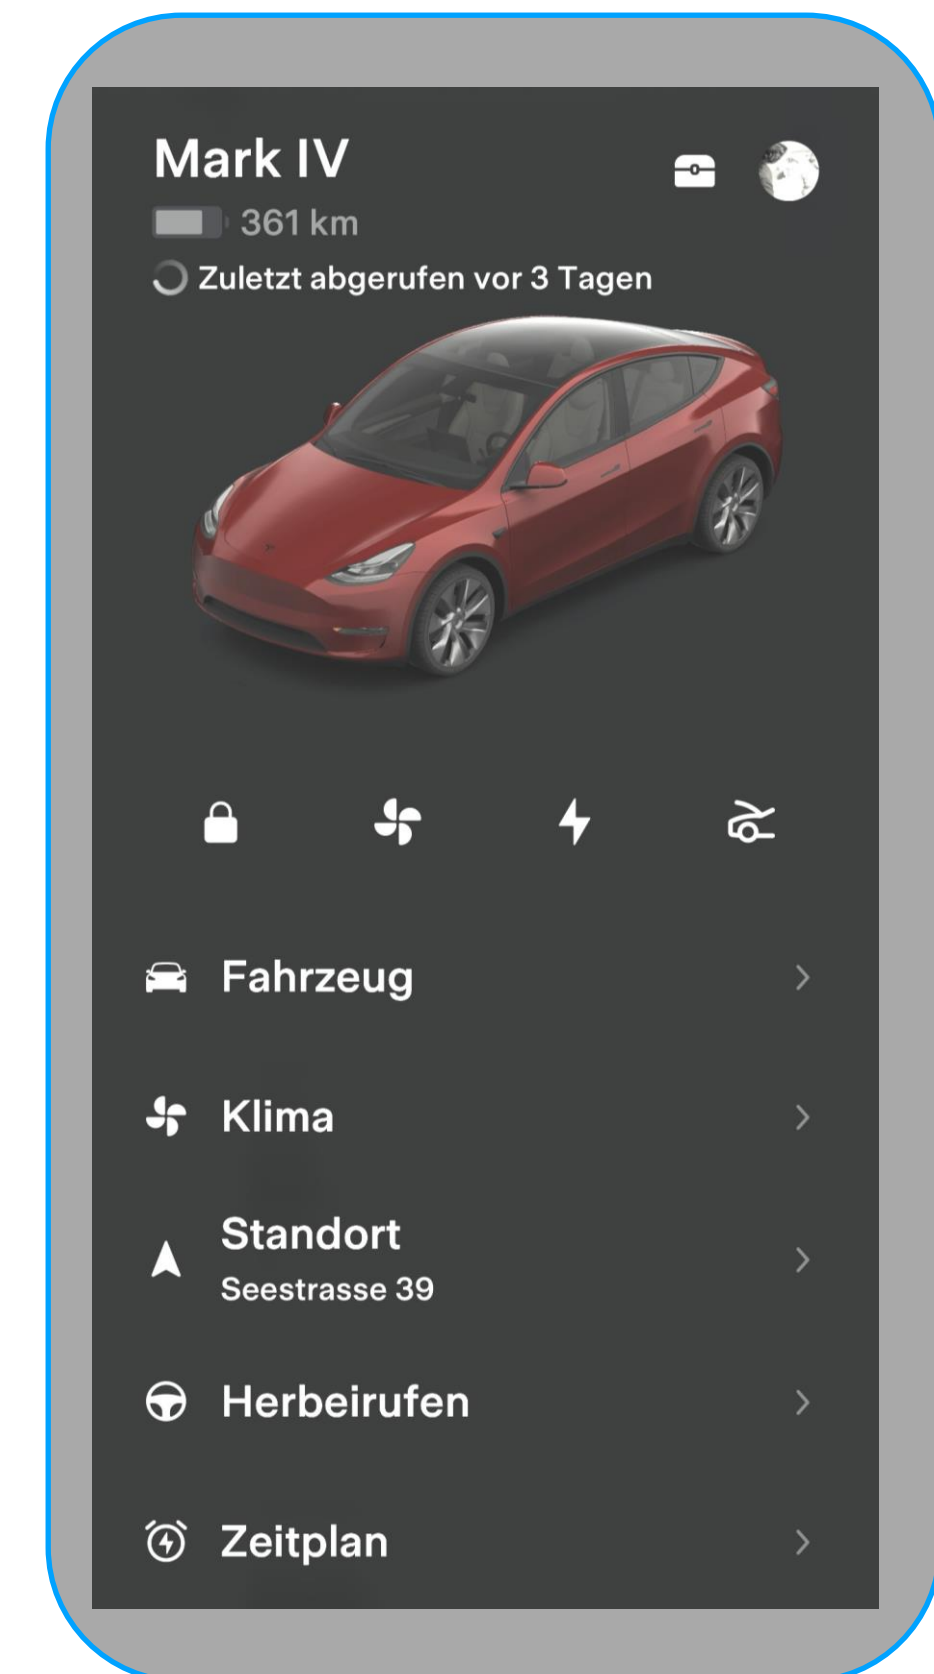 Mark IV
361 km
Zuletzt abgerufen vor 3 Tagen
Fahrzeug
Klima
Standort
Seestrasse 39
Herbeirufen
Zeitplan